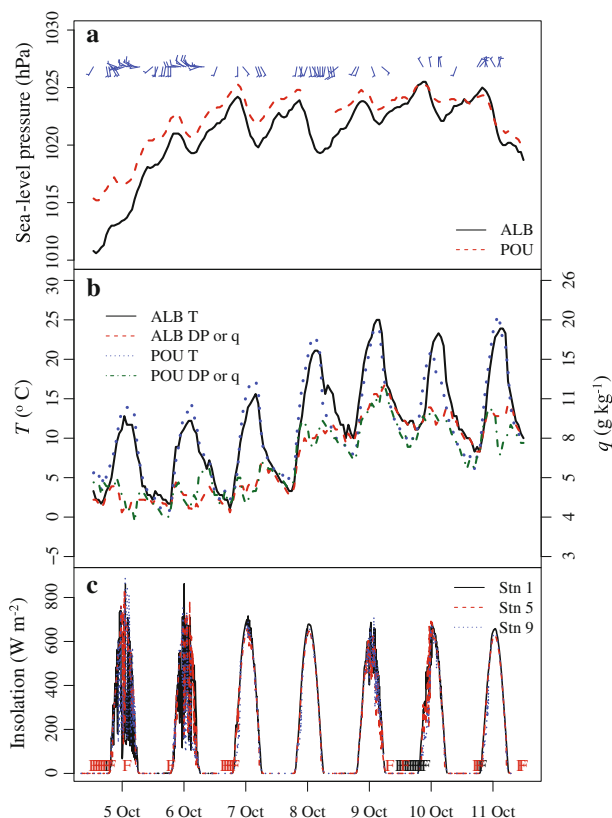 a
Sea-level pressure (hPa)
1030
1025
1020
1015
1010
ALB
POU
b
T (° C)
30
25
20
15
10
5
0
−5
ALB T
ALB DP or q
POU T
POU DP or q
q (g kg⁻¹)
26
20
15
11
8
5
4
3
c
Insolation (W m⁻²)
800
600
400
200
0
Stn 1
Stn 5
Stn 9
5 Oct
6 Oct
7 Oct
8 Oct
9 Oct
10 Oct
11 Oct